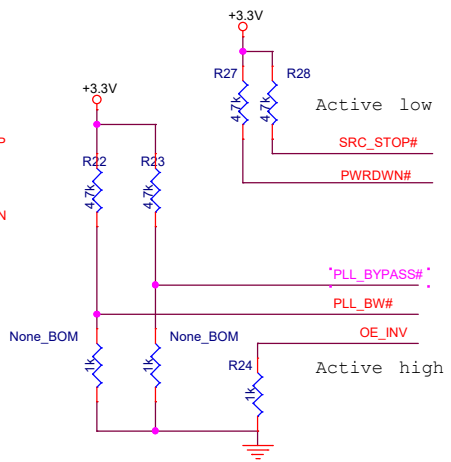 +3.3V
R27
R28
4.7k
4.7k
Active low
SRC_STOP#
PWRDWN#
+3.3V
R22
R23
4.7k
4.7k
P
N
PLL_BYPASS#
PLL_BW#
OE_INV
None_BOM
None_BOM
1k
1k
R24
1k
Active high